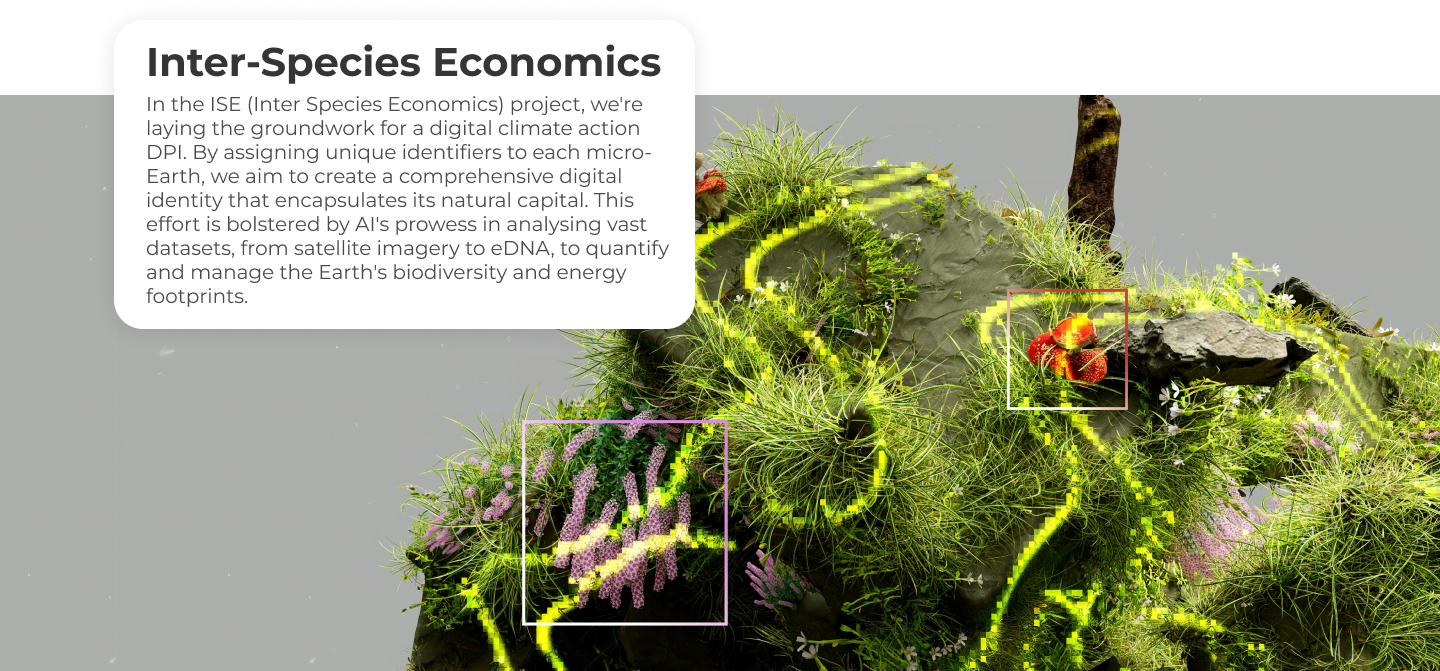 Inter-Species Economics
In the ISE (Inter Species Economics) project, we're
laying the groundwork for a digital climate action
DPI. By assigning unique identifiers to each micro-
Earth, we aim to create a comprehensive digital
identity that encapsulates its natural capital. This
effort is bolstered by AI's prowess in analysing vast
datasets, from satellite imagery to eDNA, to quantify
and manage the Earth's biodiversity and energy
footprints.